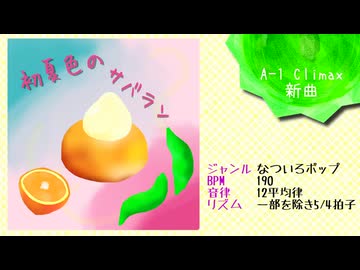 初夏色のサバラン
A-1 Climax
新曲
ジャンル なついろポップ
BPM 190
音律 12平均律
リズム 一部を除き5/4拍子